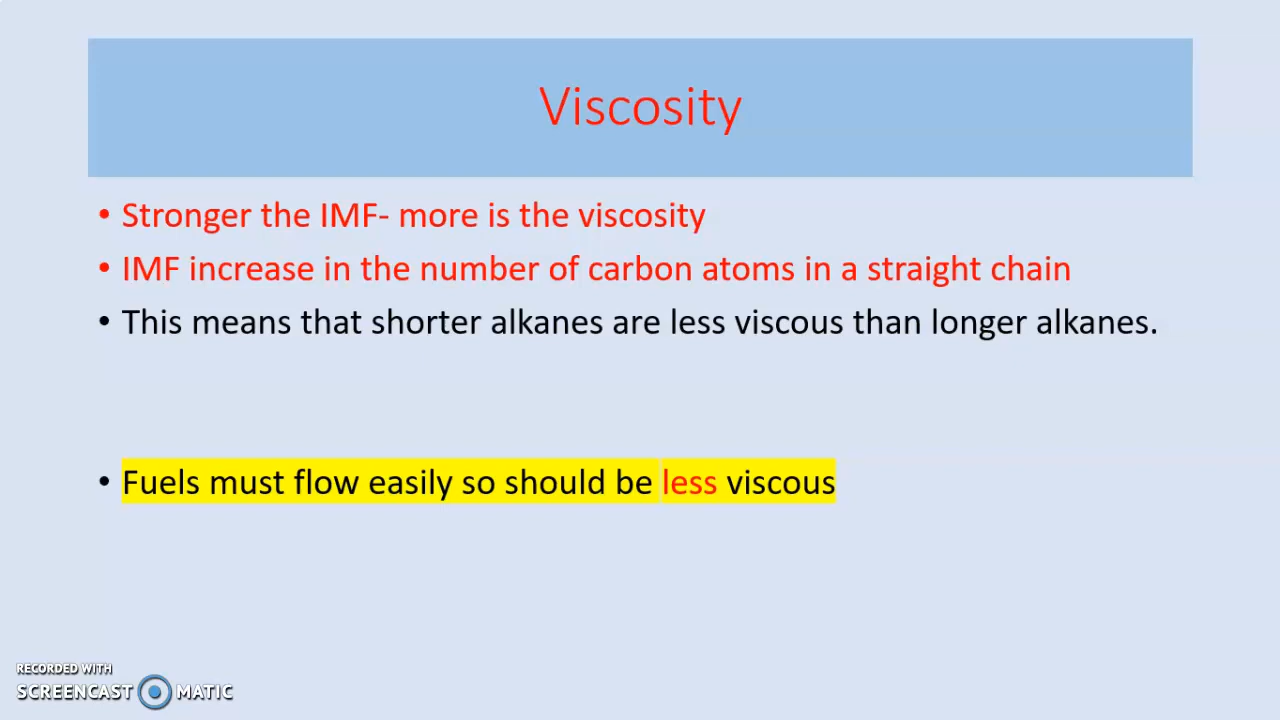 Viscosity
• Stronger the IMF- more is the viscosity
• IMF increase in the number of carbon atoms in a straight chain
• This means that shorter alkanes are less viscous than longer alkanes.
• Fuels must flow easily so should be less viscous
RECORDED WITH
SCREENCAST MATIC